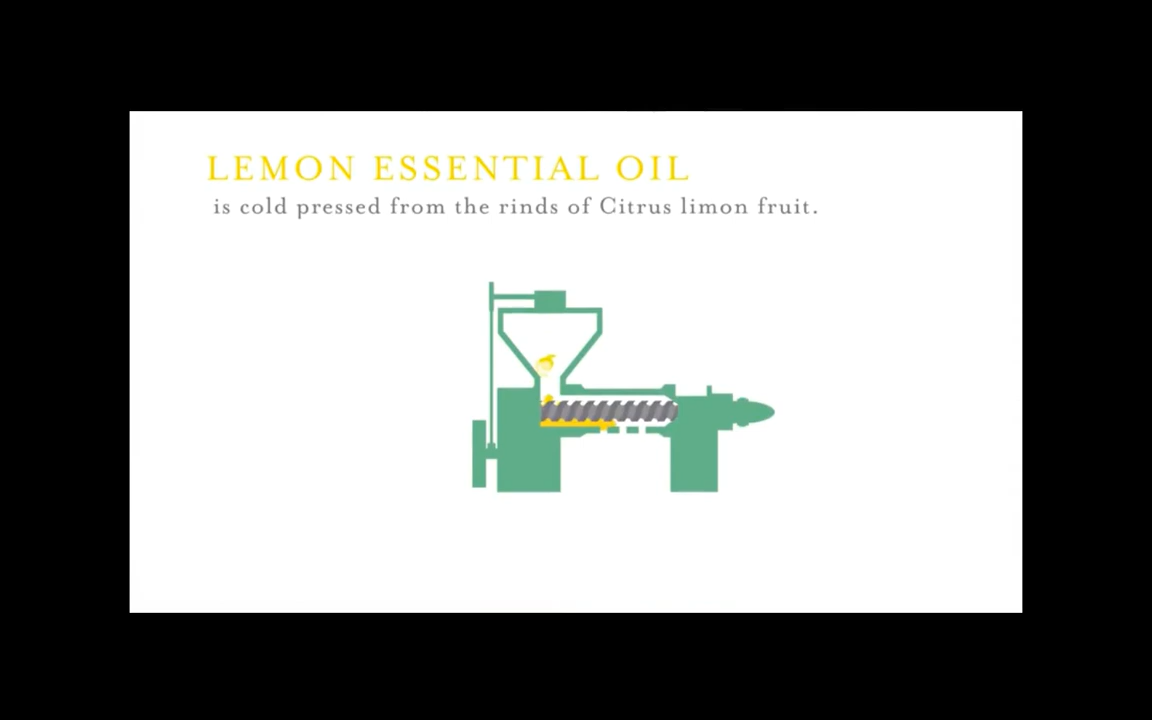 LEMON ESSENTIAL OIL
is cold pressed from the rinds of Citrus limon fruit.